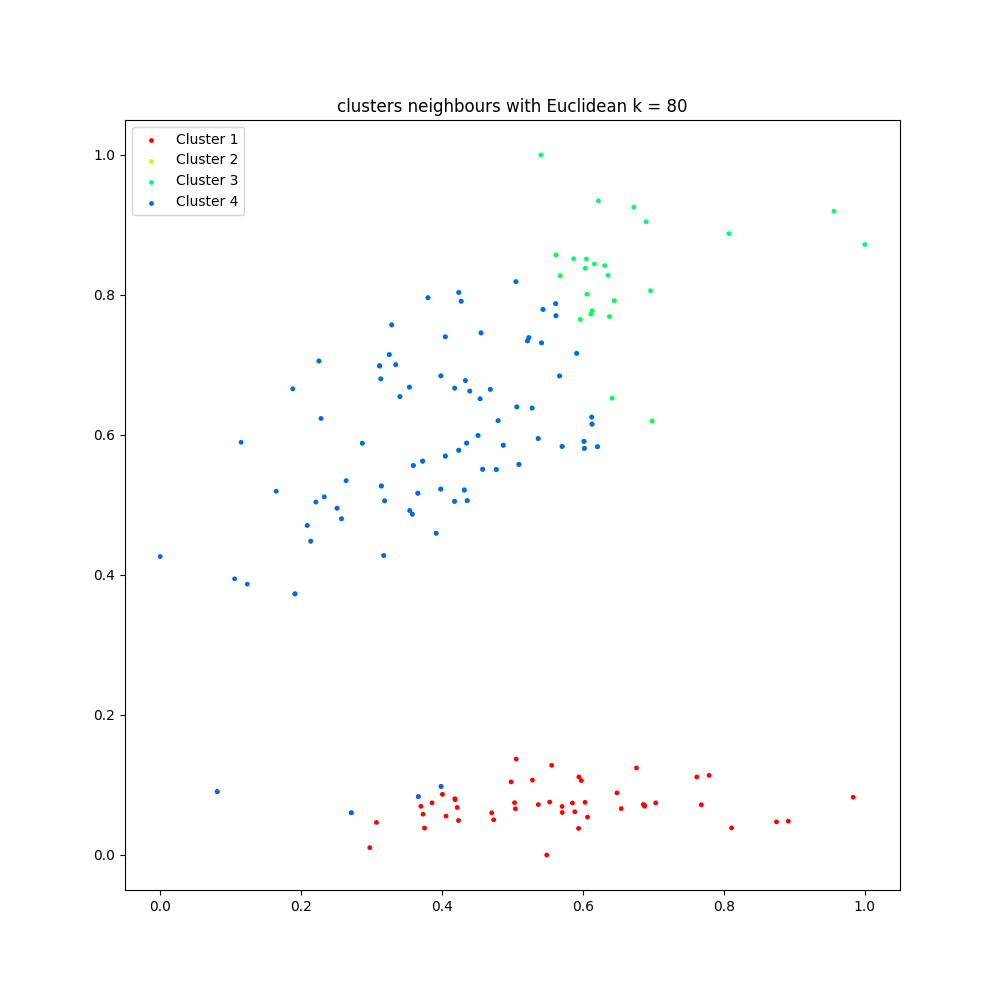 clusters neighbours with Euclidean k = 80
Cluster 1
Cluster 2
Cluster 3
Cluster 4
1.0
0.8
0.6
0.4
0.2
0.0
0.0 0.2 0.4 0.6 0.8 1.0